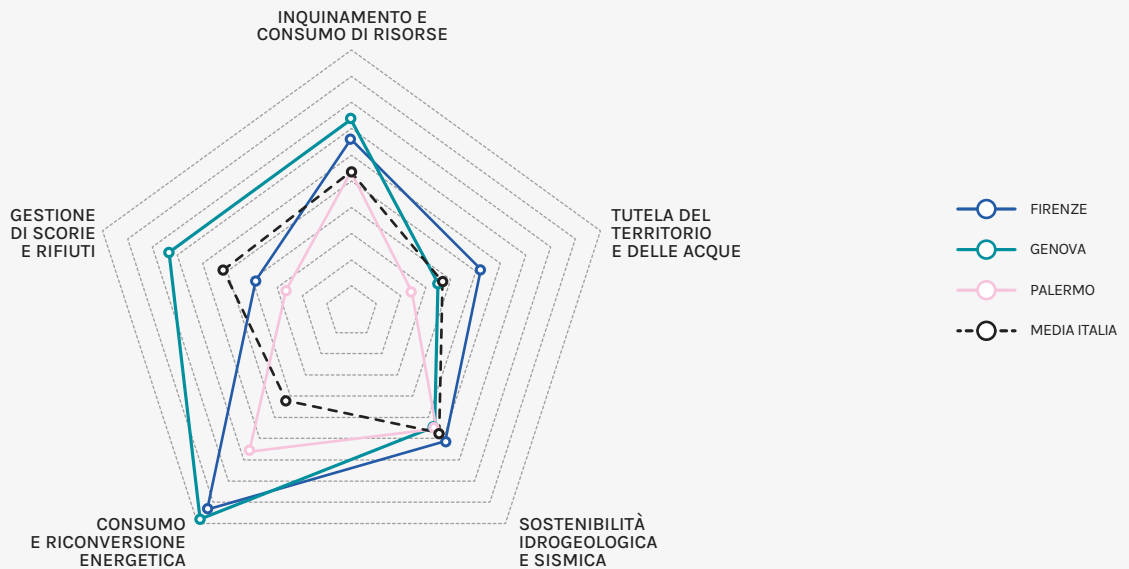 INQUINAMENTO E
CONSUMO DI RISORSE
GESTIONE
DI SCORIE
E RIFIUTI
TUTELA DEL
TERRITORIO
E DELLE ACQUE
FIRENZE
GENOVA
PALERMO
MEDIA ITALIA
CONSUMO
E RICONVERSIONE
ENERGETICA
SOSTENIBILITÀ
IDROGEOLOGICA
E SISMICA